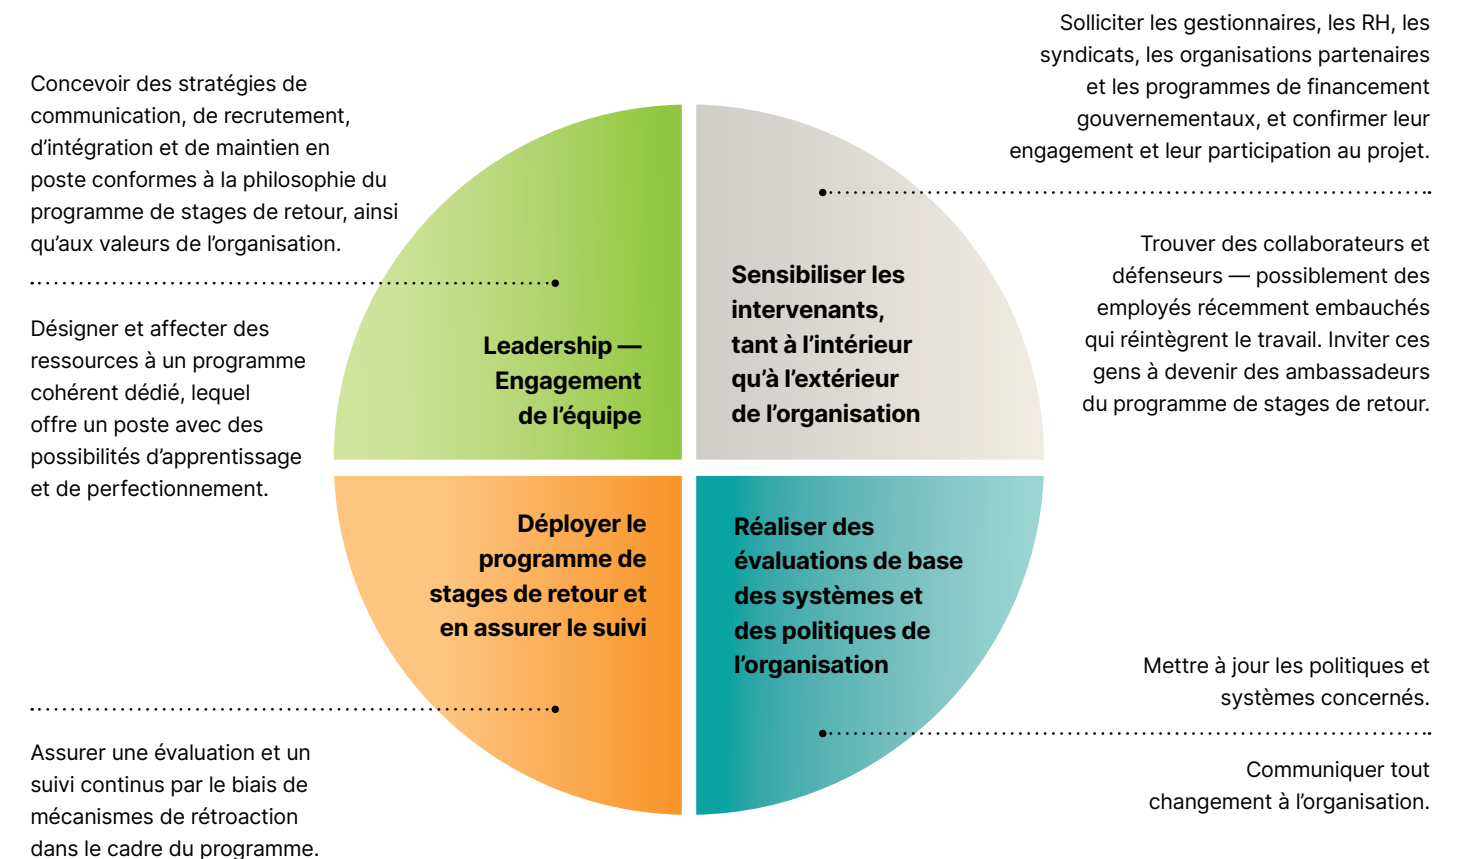 Concevoir des stratégies de
communication, de recrutement,
d’intégration et de maintien en
poste conformes à la philosophie du
programme de stages de retour, ainsi
qu’aux valeurs de l’organisation.
Désigner et affecter des
ressources à un programme
cohérent dédié, lequel
offre un poste avec des
possibilités d’apprentissage
et de perfectionnement.
Leadership —
Engagement
de l’équipe
Sensibiliser les
intervenants,
tant à l’intérieur
qu’à l’extérieur
de l’organisation
Solliciter les gestionnaires, les RH, les
syndicats, les organisations partenaires
et les programmes de financement
gouvernementaux, et confirmer leur
engagement et leur participation au projet.
Trouver des collaborateurs et
défenseurs — possiblement des
employés récemment embauchés
qui réintègrent le travail. Inviter ces
gens à devenir des ambassadeurs
du programme de stages de retour.
Déployer le
programme de
stages de retour et
en assurer le suivi
Assurer une évaluation et un
suivi continus par le biais de
mécanismes de rétroaction
dans le cadre du programme.
Réaliser des
évaluations de base
des systèmes et
des politiques de
l’organisation
Mettre à jour les politiques et
systèmes concernés.
Communiquer tout
changement à l’organisation.